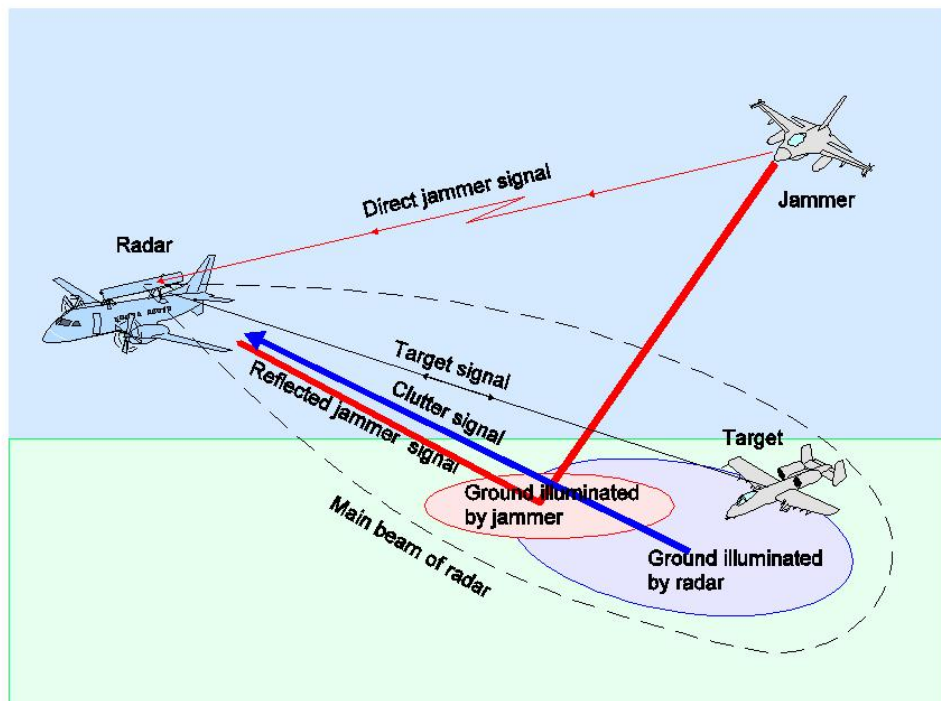 Direct jammer signal
Jammer
Radar
Target signal
Clutter signal
Reflected jammer signal
Target
Ground illuminated
by jammer
Ground illuminated
by radar
Main beam of radar